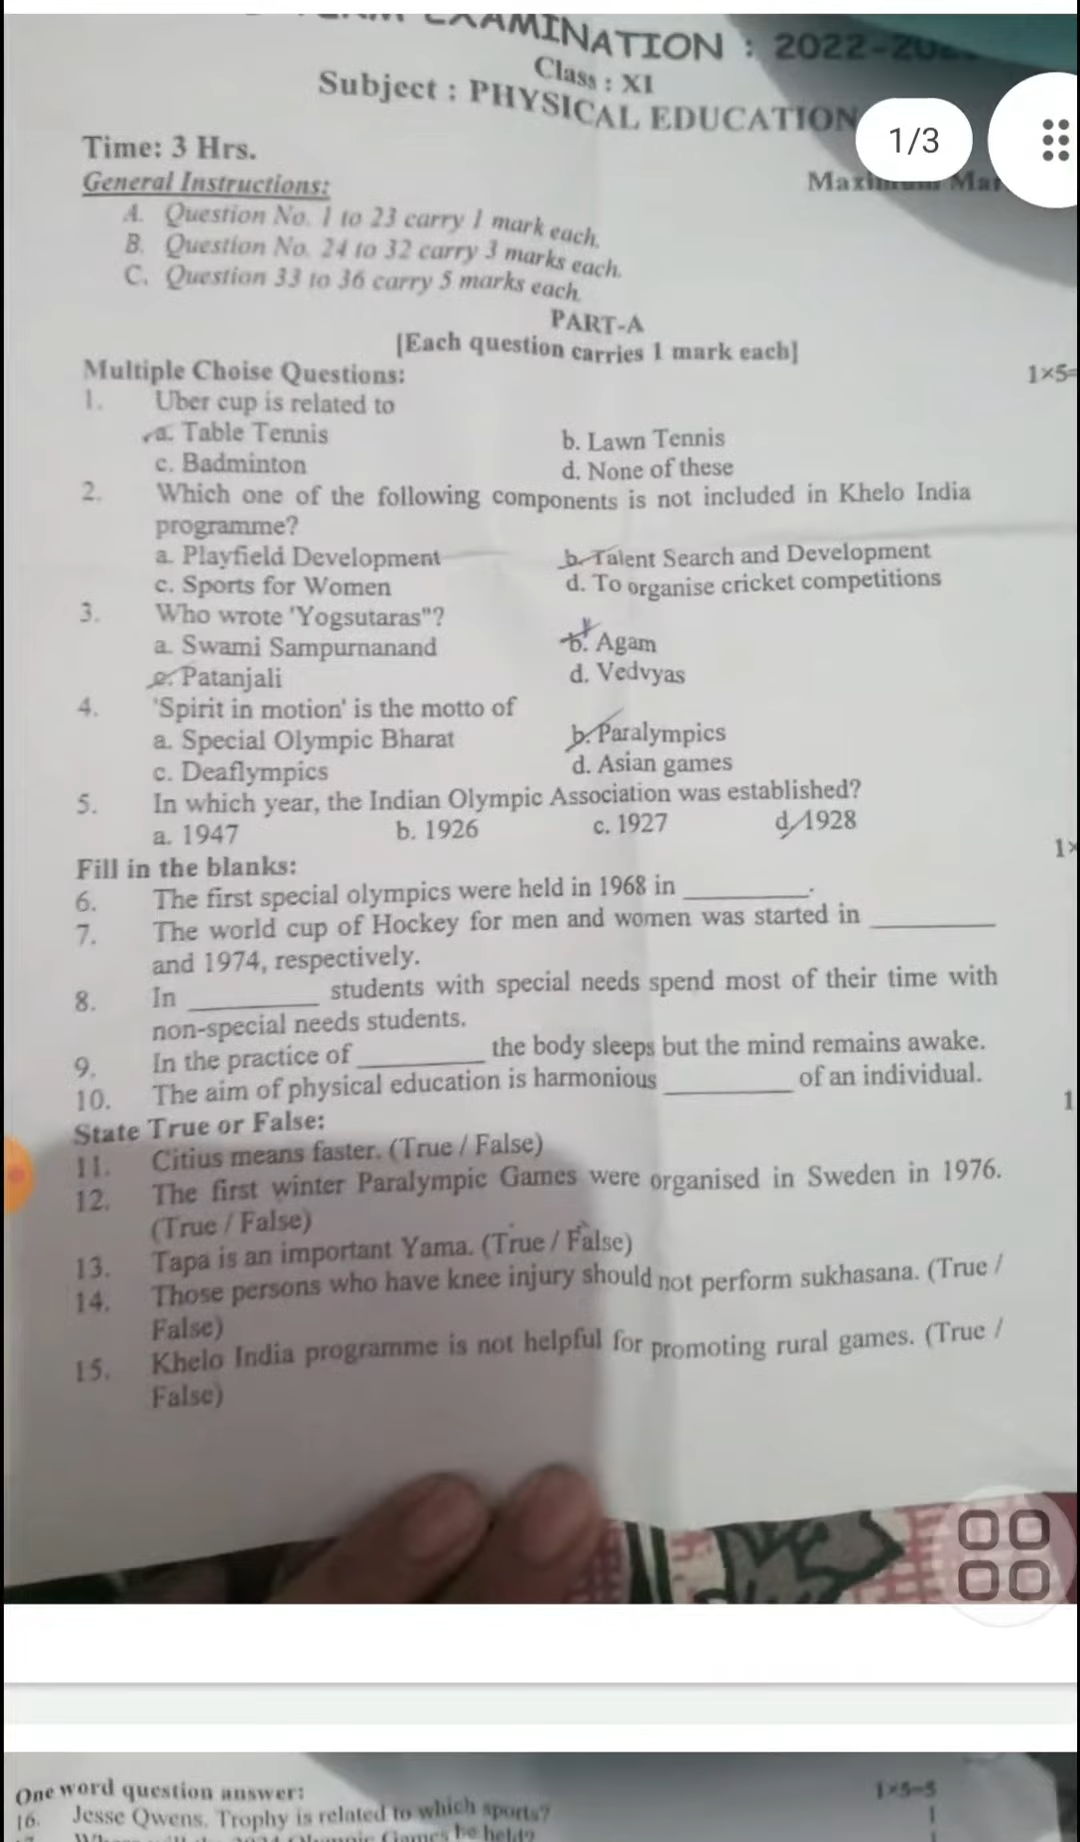 EXAMINATION : 2022-20
Class : XI
Subject : PHYSICAL EDUCATION
1/3
Time: 3 Hrs.
Maximum Mar
General Instructions:
A. Question No. 1 to 23 carry 1 mark each.
B. Question No. 24 to 32 carry 3 marks each.
C. Question 33 to 36 carry 5 marks each.
PART-A
[Each question carries 1 mark each]
Multiple Choise Questions: 1×5=
1. Uber cup is related to
a. Table Tennis b. Lawn Tennis
c. Badminton d. None of these
2. Which one of the following components is not included in Khelo India
programme?
a. Playfield Development b. Talent Search and Development
c. Sports for Women d. To organise cricket competitions
3. Who wrote 'Yogsutaras"?
a. Swami Sampurnanand b. Agam
c. Patanjali d. Vedvyas
4. 'Spirit in motion' is the motto of
a. Special Olympic Bharat b. Paralympics
c. Deaflympics d. Asian games
5. In which year, the Indian Olympic Association was established?
a. 1947 b. 1926 c. 1927 d. 1928
Fill in the blanks: 1×
6. The first special olympics were held in 1968 in _________.
7. The world cup of Hockey for men and women was started in _________
and 1974, respectively.
8. In _________ students with special needs spend most of their time with
non-special needs students.
9. In the practice of _________ the body sleeps but the mind remains awake.
10. The aim of physical education is harmonious _________ of an individual.
State True or False: 1
11. Citius means faster. (True / False)
12. The first winter Paralympic Games were organised in Sweden in 1976.
(True / False)
13. Tapa is an important Yama. (True / False)
14. Those persons who have knee injury should not perform sukhasana. (True /
False)
15. Khelo India programme is not helpful for promoting rural games. (True /
False)
One word question answer: 1×5=5
16. Jesse Owens, Trophy is related to which sports? 1
Games be held?